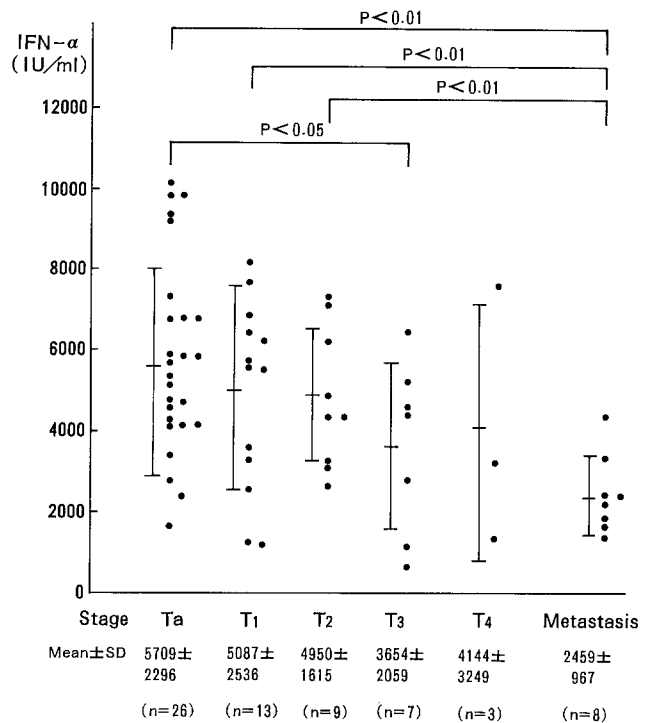 P<0.01
IFN-α
(IU/ml)
P<0.01
P<0.01
12000
P<0.05
10000
8000
6000
4000
2000
0
Stage Ta T1 T2 T3 T4 Metastasis
Mean±SD 5709± 5087± 4950± 3654± 4144± 2459±
2296 2536 1615 2059 3249 967
(n=26) (n=13) (n=9) (n=7) (n=3) (n=8)